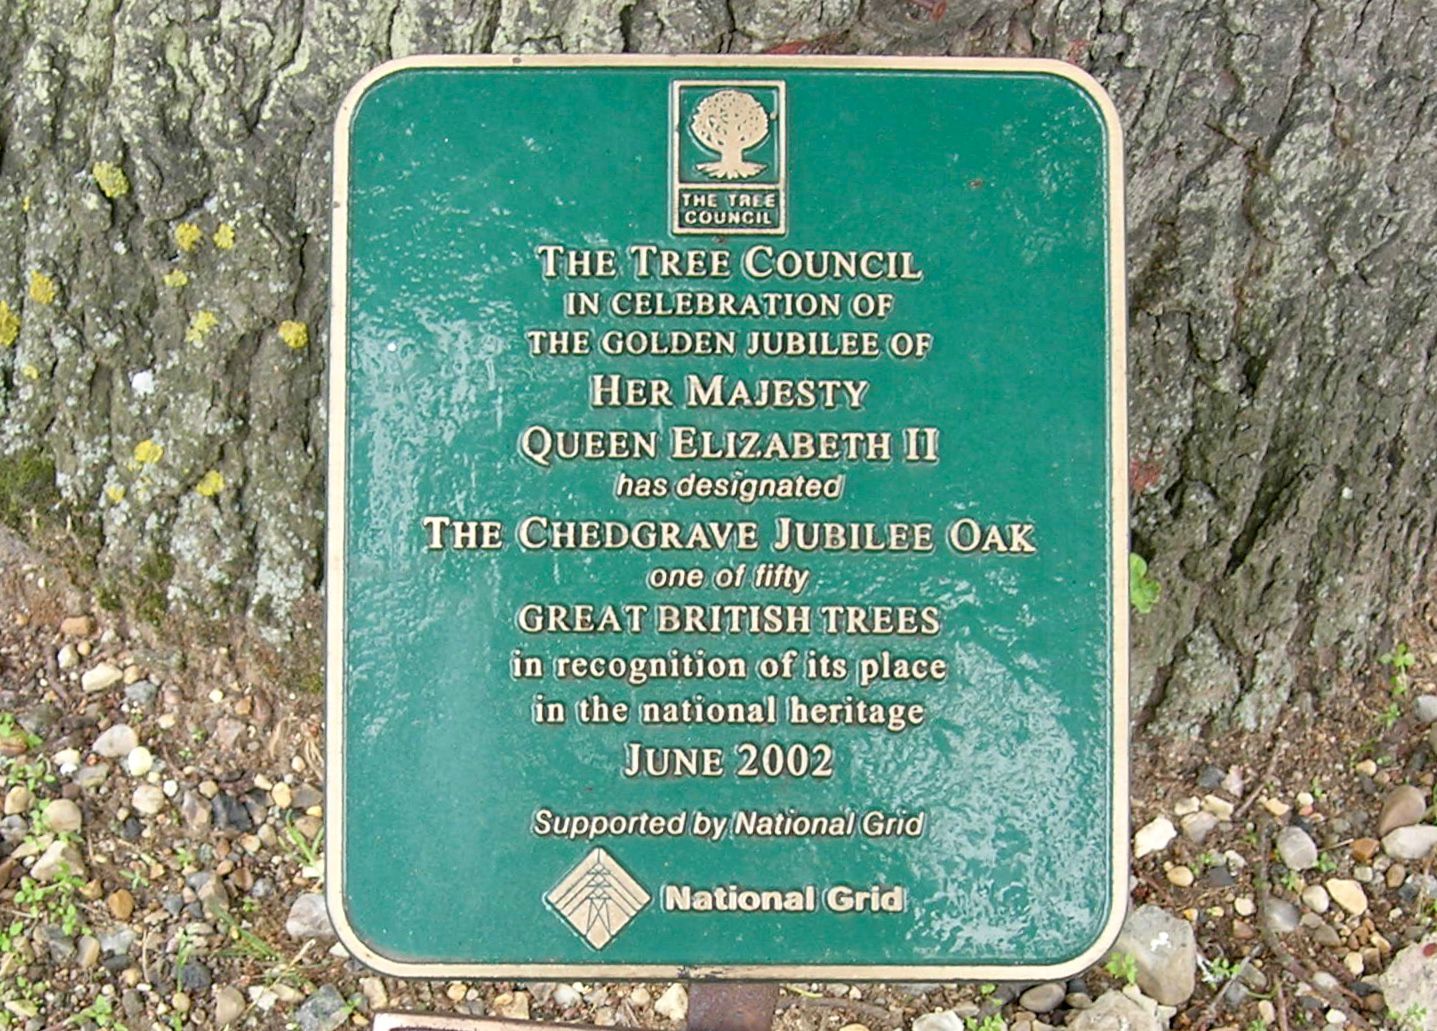 THE TREE
COUNCIL
THE TREE COUNCIL
IN CELEBRATION OF
THE GOLDEN JUBILEE OF
HER MAJESTY
QUEEN ELIZABETH II
has designated
THE CHEDGRAVE JUBILEE OAK
one of fifty
GREAT BRITISH TREES
in recognition of its place
in the national heritage
JUNE 2002
Supported by National Grid
National Grid